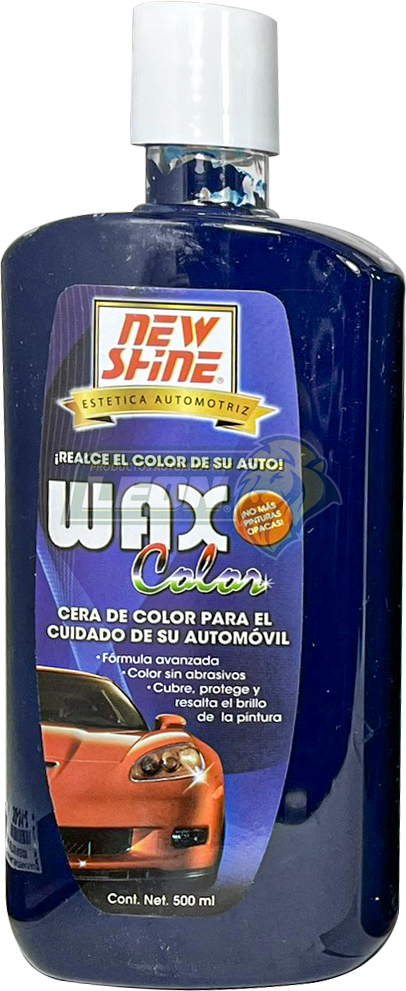 NEW
SHINE®
ESTETICA AUTOMOTRIZ
¡REALCE EL COLOR DE SU AUTO!
PRODUCTOS
LEÓN®
WAX
Color
¡NO MÁS
PINTURAS
OPACAS!
CERA DE COLOR PARA EL
CUIDADO DE SU AUTOMÓVIL
• Fórmula avanzada
• Color sin abrasivos
• Cubre, protege y
resalta el brillo
de la pintura
Cont. Net. 500 ml